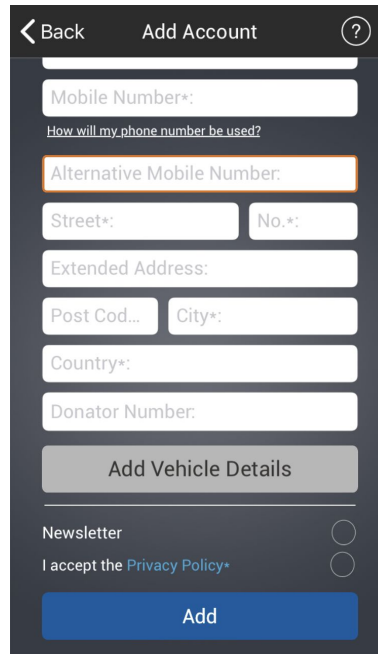 Back Add Account ?
Mobile Number*:
How will my phone number be used?
Alternative Mobile Number:
Street*: No.*:
Extended Address:
Post Cod... City*:
Country*:
Donator Number:
Add Vehicle Details
Newsletter
I accept the Privacy Policy*
Add